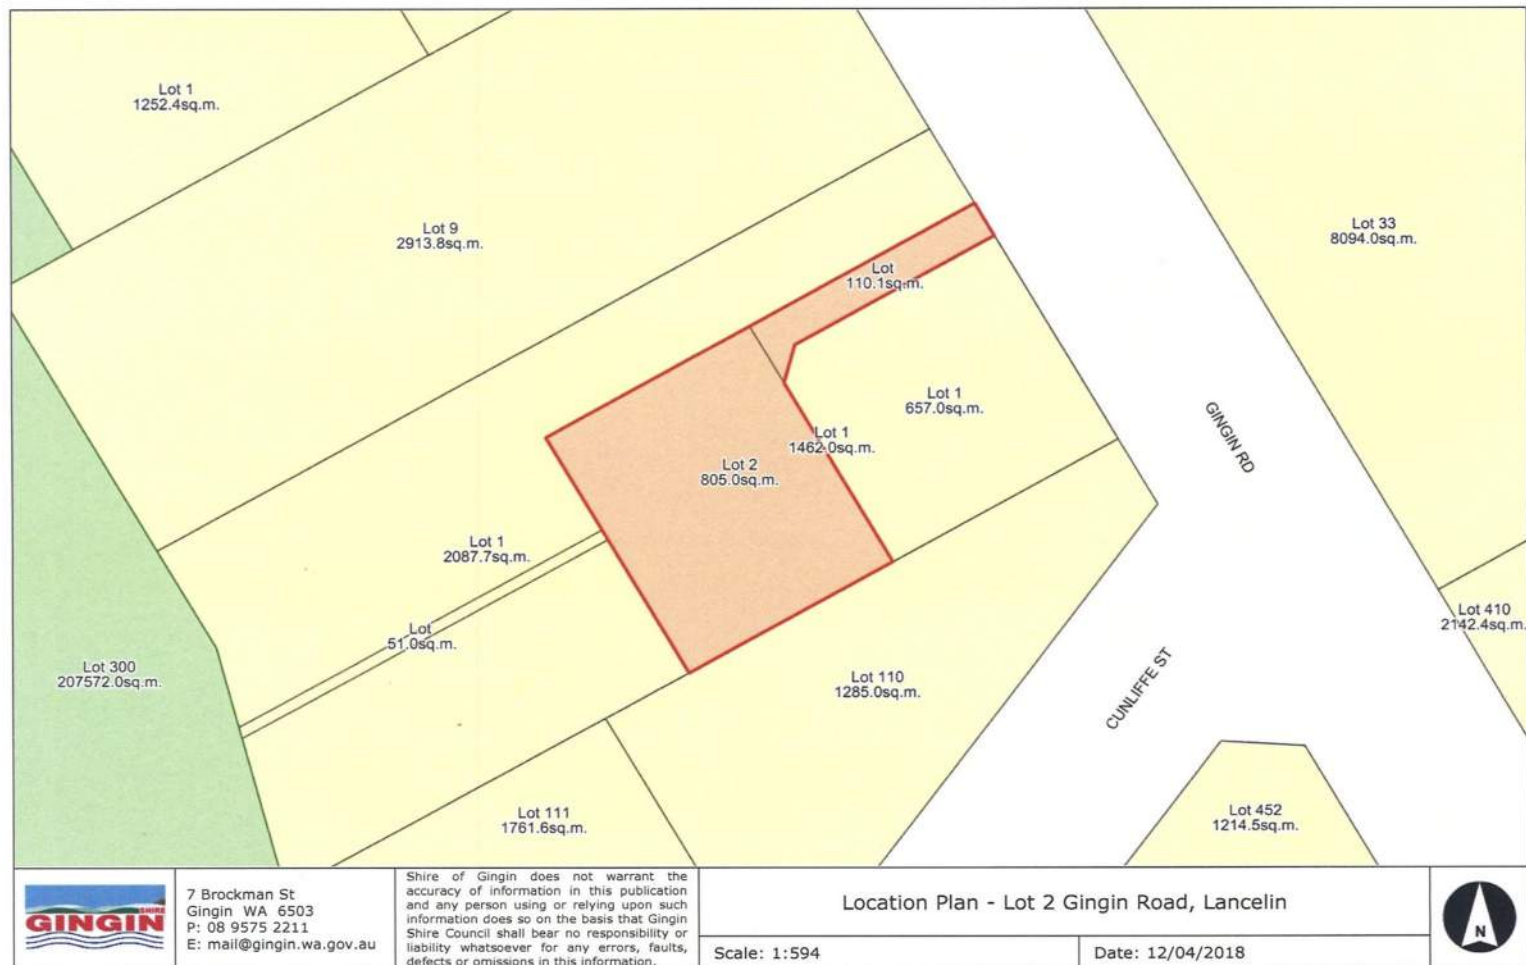 Lot 1
1252.4sq.m.
Lot 9
2913.8sq.m.
Lot 33
8094.0sq.m.
Lot
110.1sq.m.
Lot 1
657.0sq.m.
GINGIN RD
Lot 1
1462.0sq.m.
Lot 2
805.0sq.m.
Lot 1
2087.7sq.m.
Lot
51.0sq.m.
Lot 410
2142.4sq.m.
Lot 300
207572.0sq.m.
Lot 110
1285.0sq.m.
CUNLIFFE ST
Lot 111
1761.6sq.m.
Lot 452
1214.5sq.m.
SHIRE
GINGIN
7 Brockman St
Gingin WA 6503
P: 08 9575 2211
E: mail@gingin.wa.gov.au
Shire of Gingin does not warrant the
accuracy of information in this publication
and any person using or relying upon such
information does so on the basis that Gingin
Shire Council shall bear no responsibility or
liability whatsoever for any errors, faults,
defects or omissions in this information.
Location Plan - Lot 2 Gingin Road, Lancelin
Scale: 1:594
Date: 12/04/2018
N